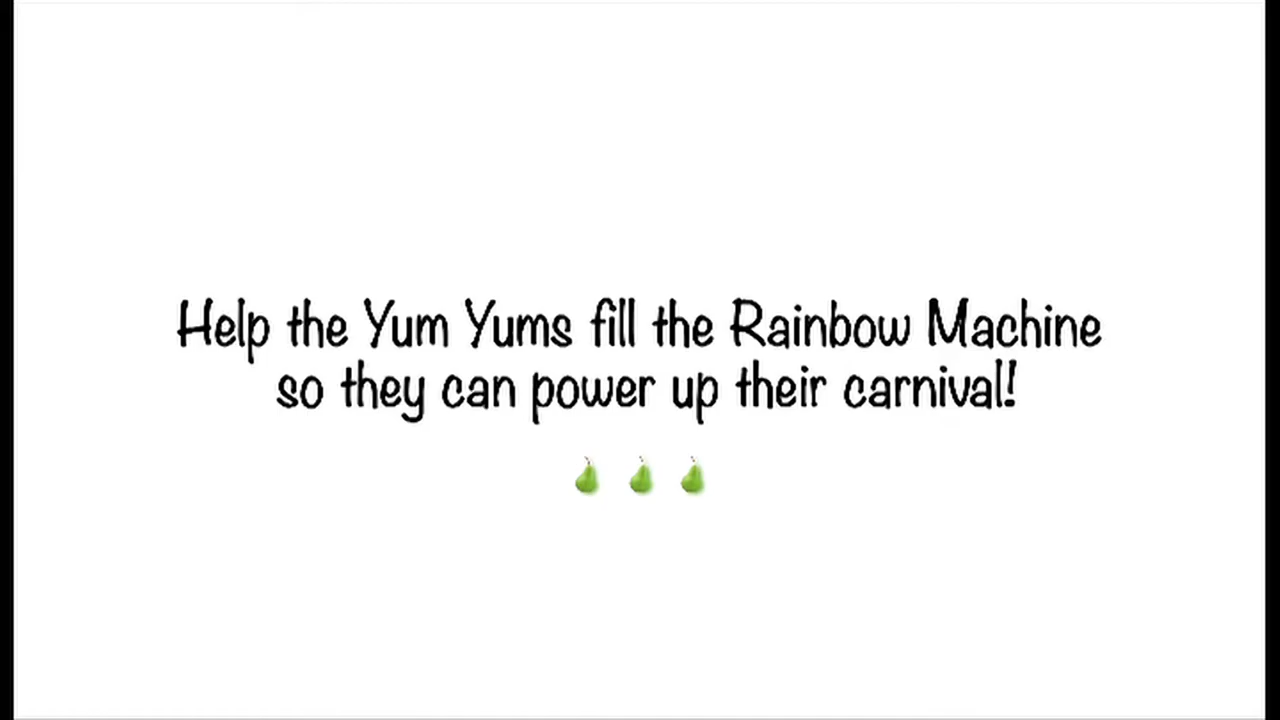 Help the Yum Yums fill the Rainbow Machine
so they can power up their carnival!